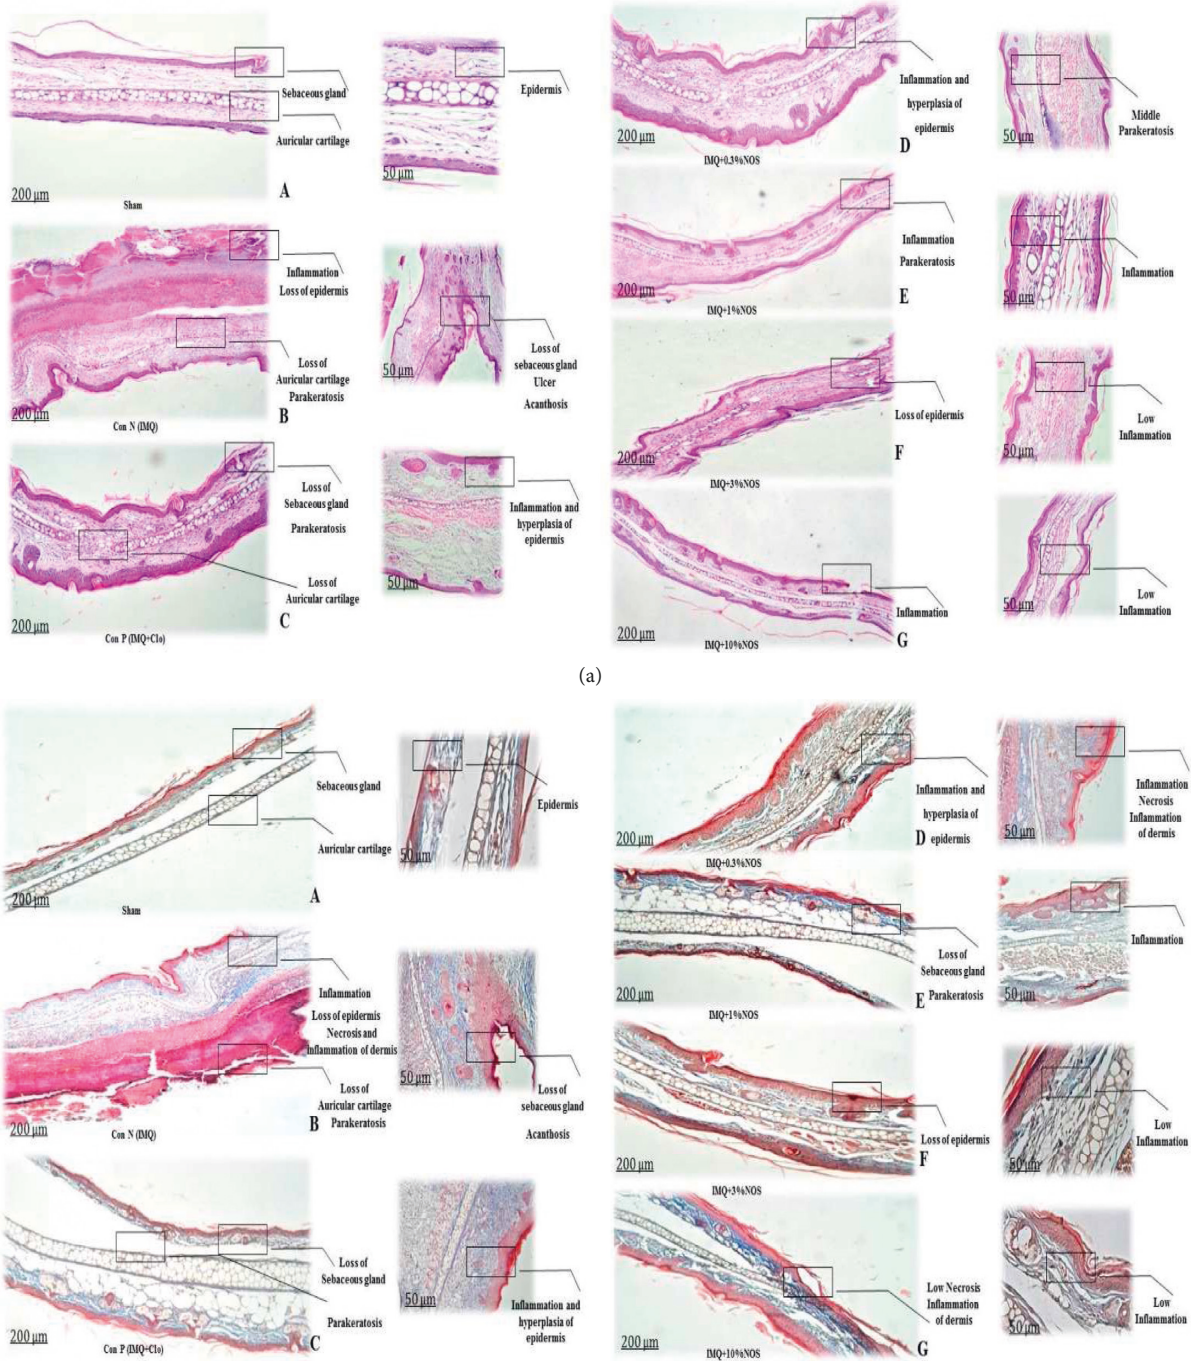 Sebaceous gland
Auricular cartilage
200 µm
A
Sham
Epidermis
50 µm
Inflammation
Loss of epidermis
Loss of
Auricular cartilage
Parakeratosis
200 µm
B
Con N (IMQ)
Loss of
sebaceous gland
Ulcer
Acanthosis
50 µm
Loss of
Sebaceous gland
Parakeratosis
Loss of
Auricular cartilage
200 µm
C
Con P (IMQ+Clo)
Inflammation and
hyperplasia of
epidermis
50 µm
Inflammation and
hyperplasia of
epidermis
200 µm
D
IMQ+0.3%NOS
Middle
Parakeratosis
50 µm
Inflammation
Parakeratosis
200 µm
E
IMQ+1%NOS
Inflammation
50 µm
Loss of epidermis
200 µm
F
IMQ+3%NOS
Low
Inflammation
50 µm
Inflammation
200 µm
G
IMQ+10%NOS
Low
Inflammation
50 µm
(a)
Sebaceous gland
Auricular cartilage
200 µm
A
Sham
Epidermis
50 µm
Inflammation
Loss of epidermis
Necrosis and
inflammation of dermis
Loss of
Auricular cartilage
Parakeratosis
200 µm
B
Con N (IMQ)
Loss of
sebaceous gland
Acanthosis
50 µm
Loss of
Sebaceous gland
Parakeratosis
200 µm
C
Con P (IMQ+Clo)
Inflammation and
hyperplasia of
epidermis
50 µm
Inflammation and
hyperplasia of
epidermis
200 µm
D
IMQ+0.3%NOS
Inflammation
Necrosis
Inflammation
of dermis
50 µm
Loss of
Sebaceous gland
Parakeratosis
200 µm
E
IMQ+1%NOS
Inflammation
50 µm
Loss of epidermis
200 µm
F
IMQ+3%NOS
Low
Inflammation
50 µm
Low Necrosis
Inflammation
of dermis
200 µm
G
IMQ+10%NOS
Low
Inflammation
50 µm